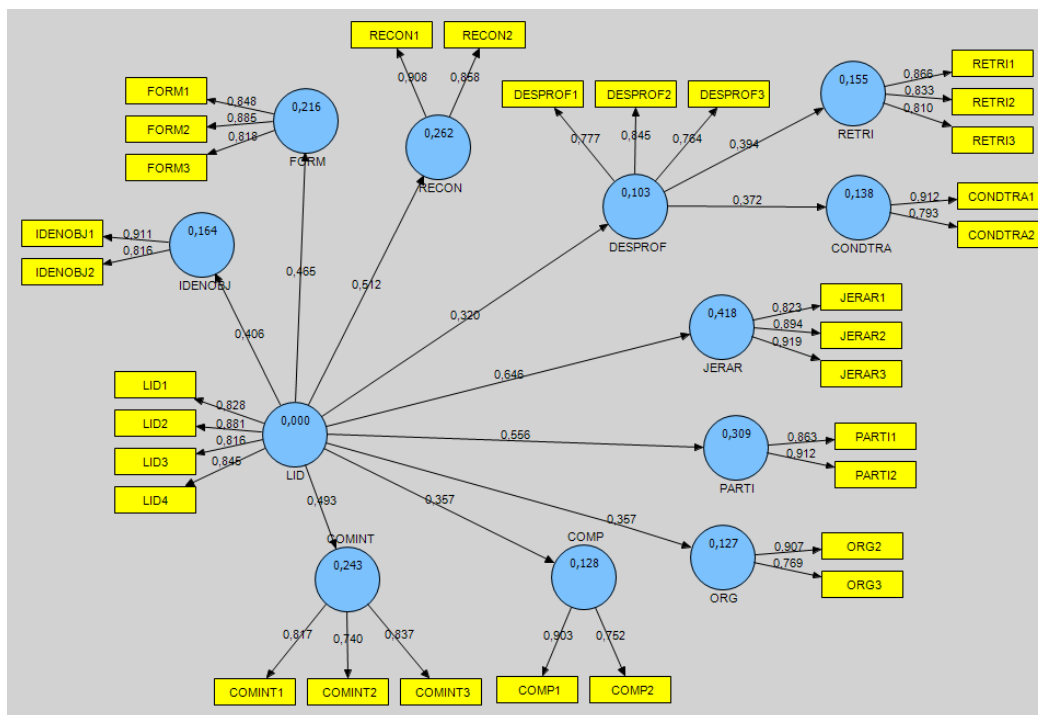 RECON1
RECON2
0,908
0,858
FORM1
FORM2
FORM3
0,848
0,885
0,818
0,216
FORM
0,262
RECON
DESPROF1
DESPROF2
DESPROF3
0,777
0,845
0,764
0,103
DESPROF
0,394
0,155
RETRI
0,866
0,833
0,810
RETRI1
RETRI2
RETRI3
0,372
0,138
CONDTRA
0,912
0,793
CONDTRA1
CONDTRA2
IDENOBJ1
IDENOBJ2
0,911
0,816
0,164
IDENOBJ
0,465
0,512
0,320
0,406
0,418
JERAR
0,823
0,894
0,919
JERAR1
JERAR2
JERAR3
0,646
LID1
LID2
LID3
LID4
0,828
0,881
0,816
0,845
0,000
LID
0,556
0,309
PARTI
0,863
0,912
PARTI1
PARTI2
0,493
0,357
0,357
COMINT
0,243
COMP
0,128
0,127
ORG
0,907
0,769
ORG2
ORG3
0,817
0,740
0,837
0,903
0,752
COMINT1
COMINT2
COMINT3
COMP1
COMP2